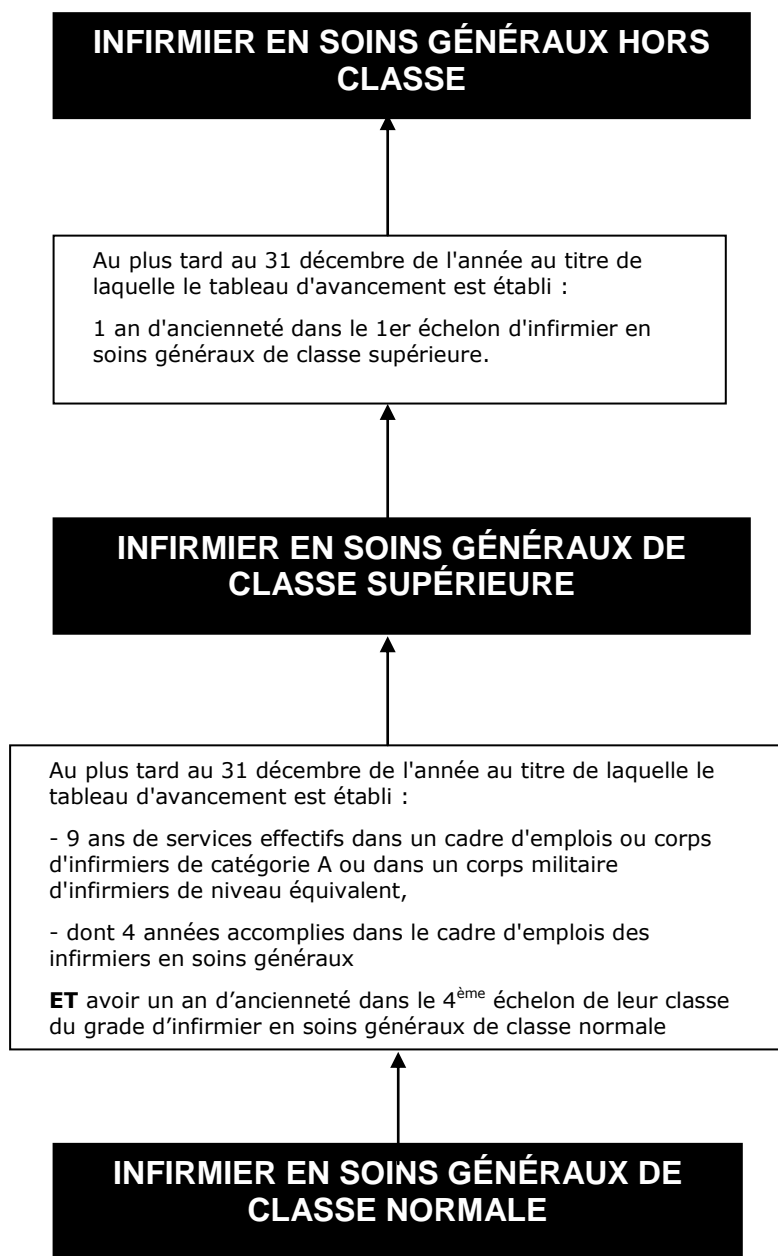 INFIRMIER EN SOINS GÉNÉRAUX HORS
CLASSE
Au plus tard au 31 décembre de l'année au titre de
laquelle le tableau d'avancement est établi :
1 an d'ancienneté dans le 1er échelon d'infirmier en
soins généraux de classe supérieure.
INFIRMIER EN SOINS GÉNÉRAUX DE
CLASSE SUPÉRIEURE
Au plus tard au 31 décembre de l'année au titre de laquelle le
tableau d'avancement est établi :
- 9 ans de services effectifs dans un cadre d'emplois ou corps
d'infirmiers de catégorie A ou dans un corps militaire
d'infirmiers de niveau équivalent,
- dont 4 années accomplies dans le cadre d'emplois des
infirmiers en soins généraux
ET avoir un an d’ancienneté dans le 4ème échelon de leur classe
du grade d’infirmier en soins généraux de classe normale
INFIRMIER EN SOINS GÉNÉRAUX DE
CLASSE NORMALE